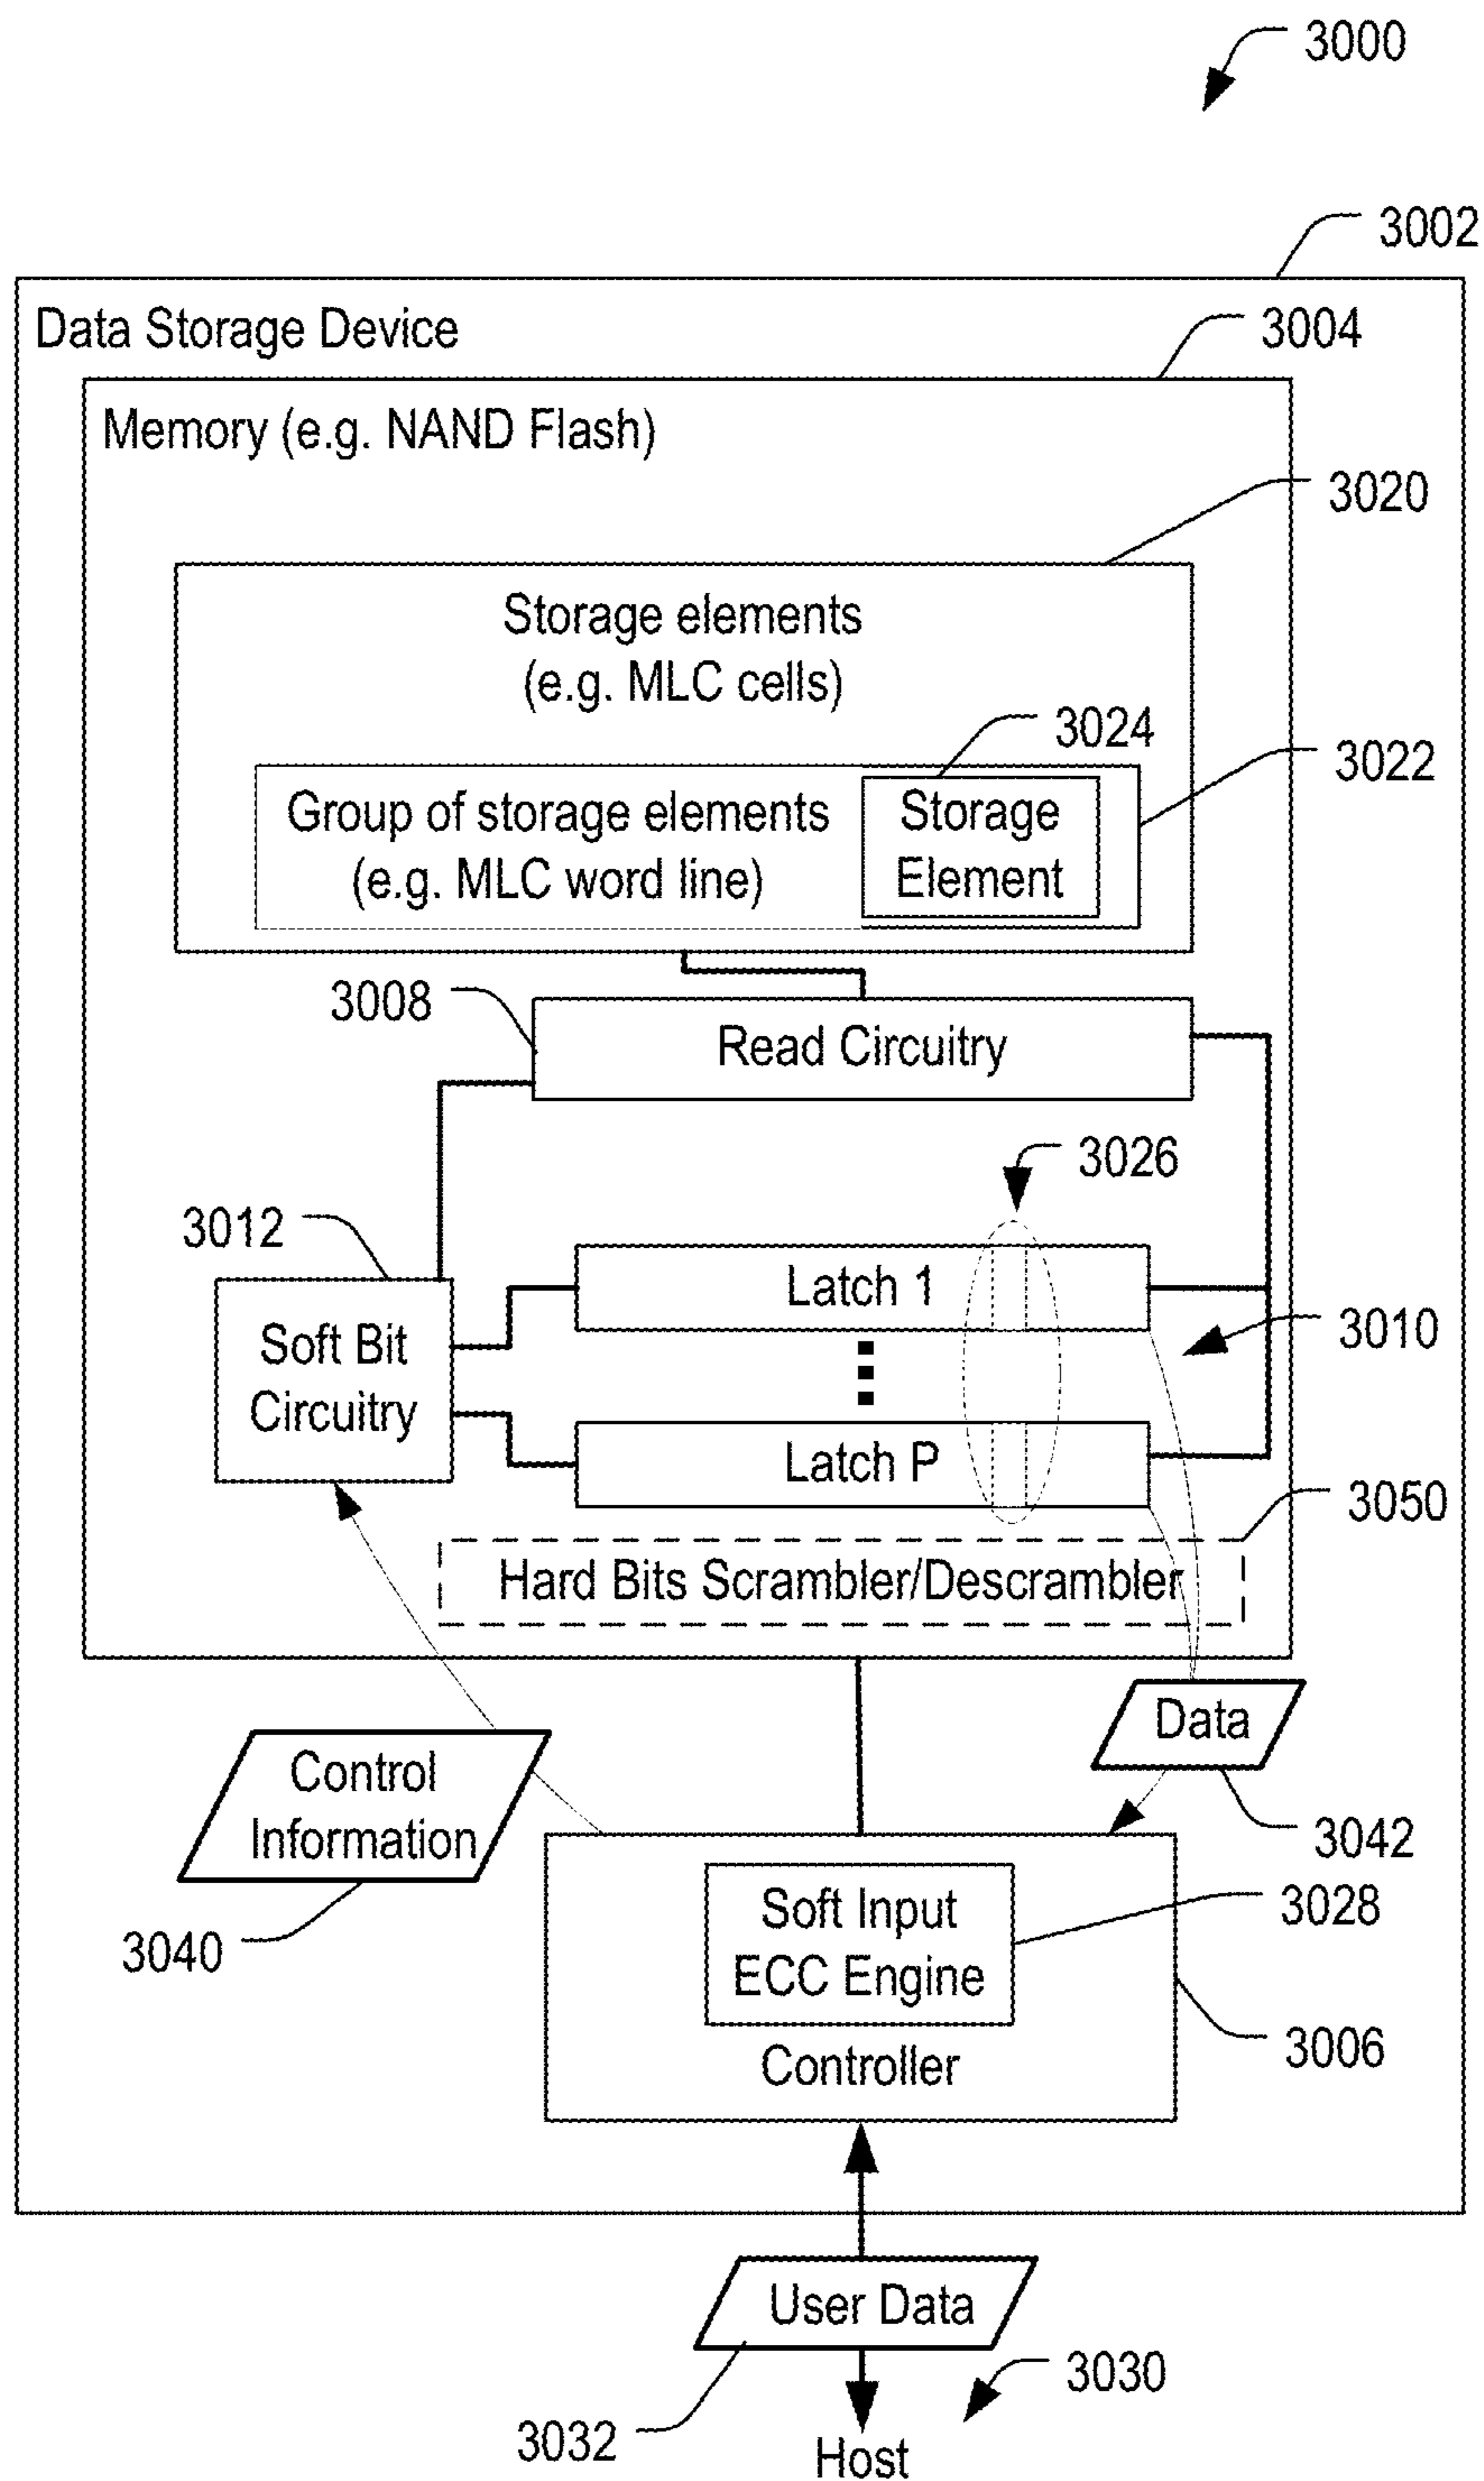 3000
3002
Data Storage Device
3004
Memory (e.g. NAND Flash)
3020
Storage elements
(e.g. MLC cells)
3024
3022
Group of storage elements
(e.g. MLC word line)
Storage
Element
3008
Read Circuitry
3026
3012
Latch 1
3010
Soft Bit
Circuitry
Latch P
3050
Hard Bits Scrambler/Descrambler
Data
Control
Information
3042
3040
Soft Input
ECC Engine
3028
3006
Controller
User Data
3030
3032
Host